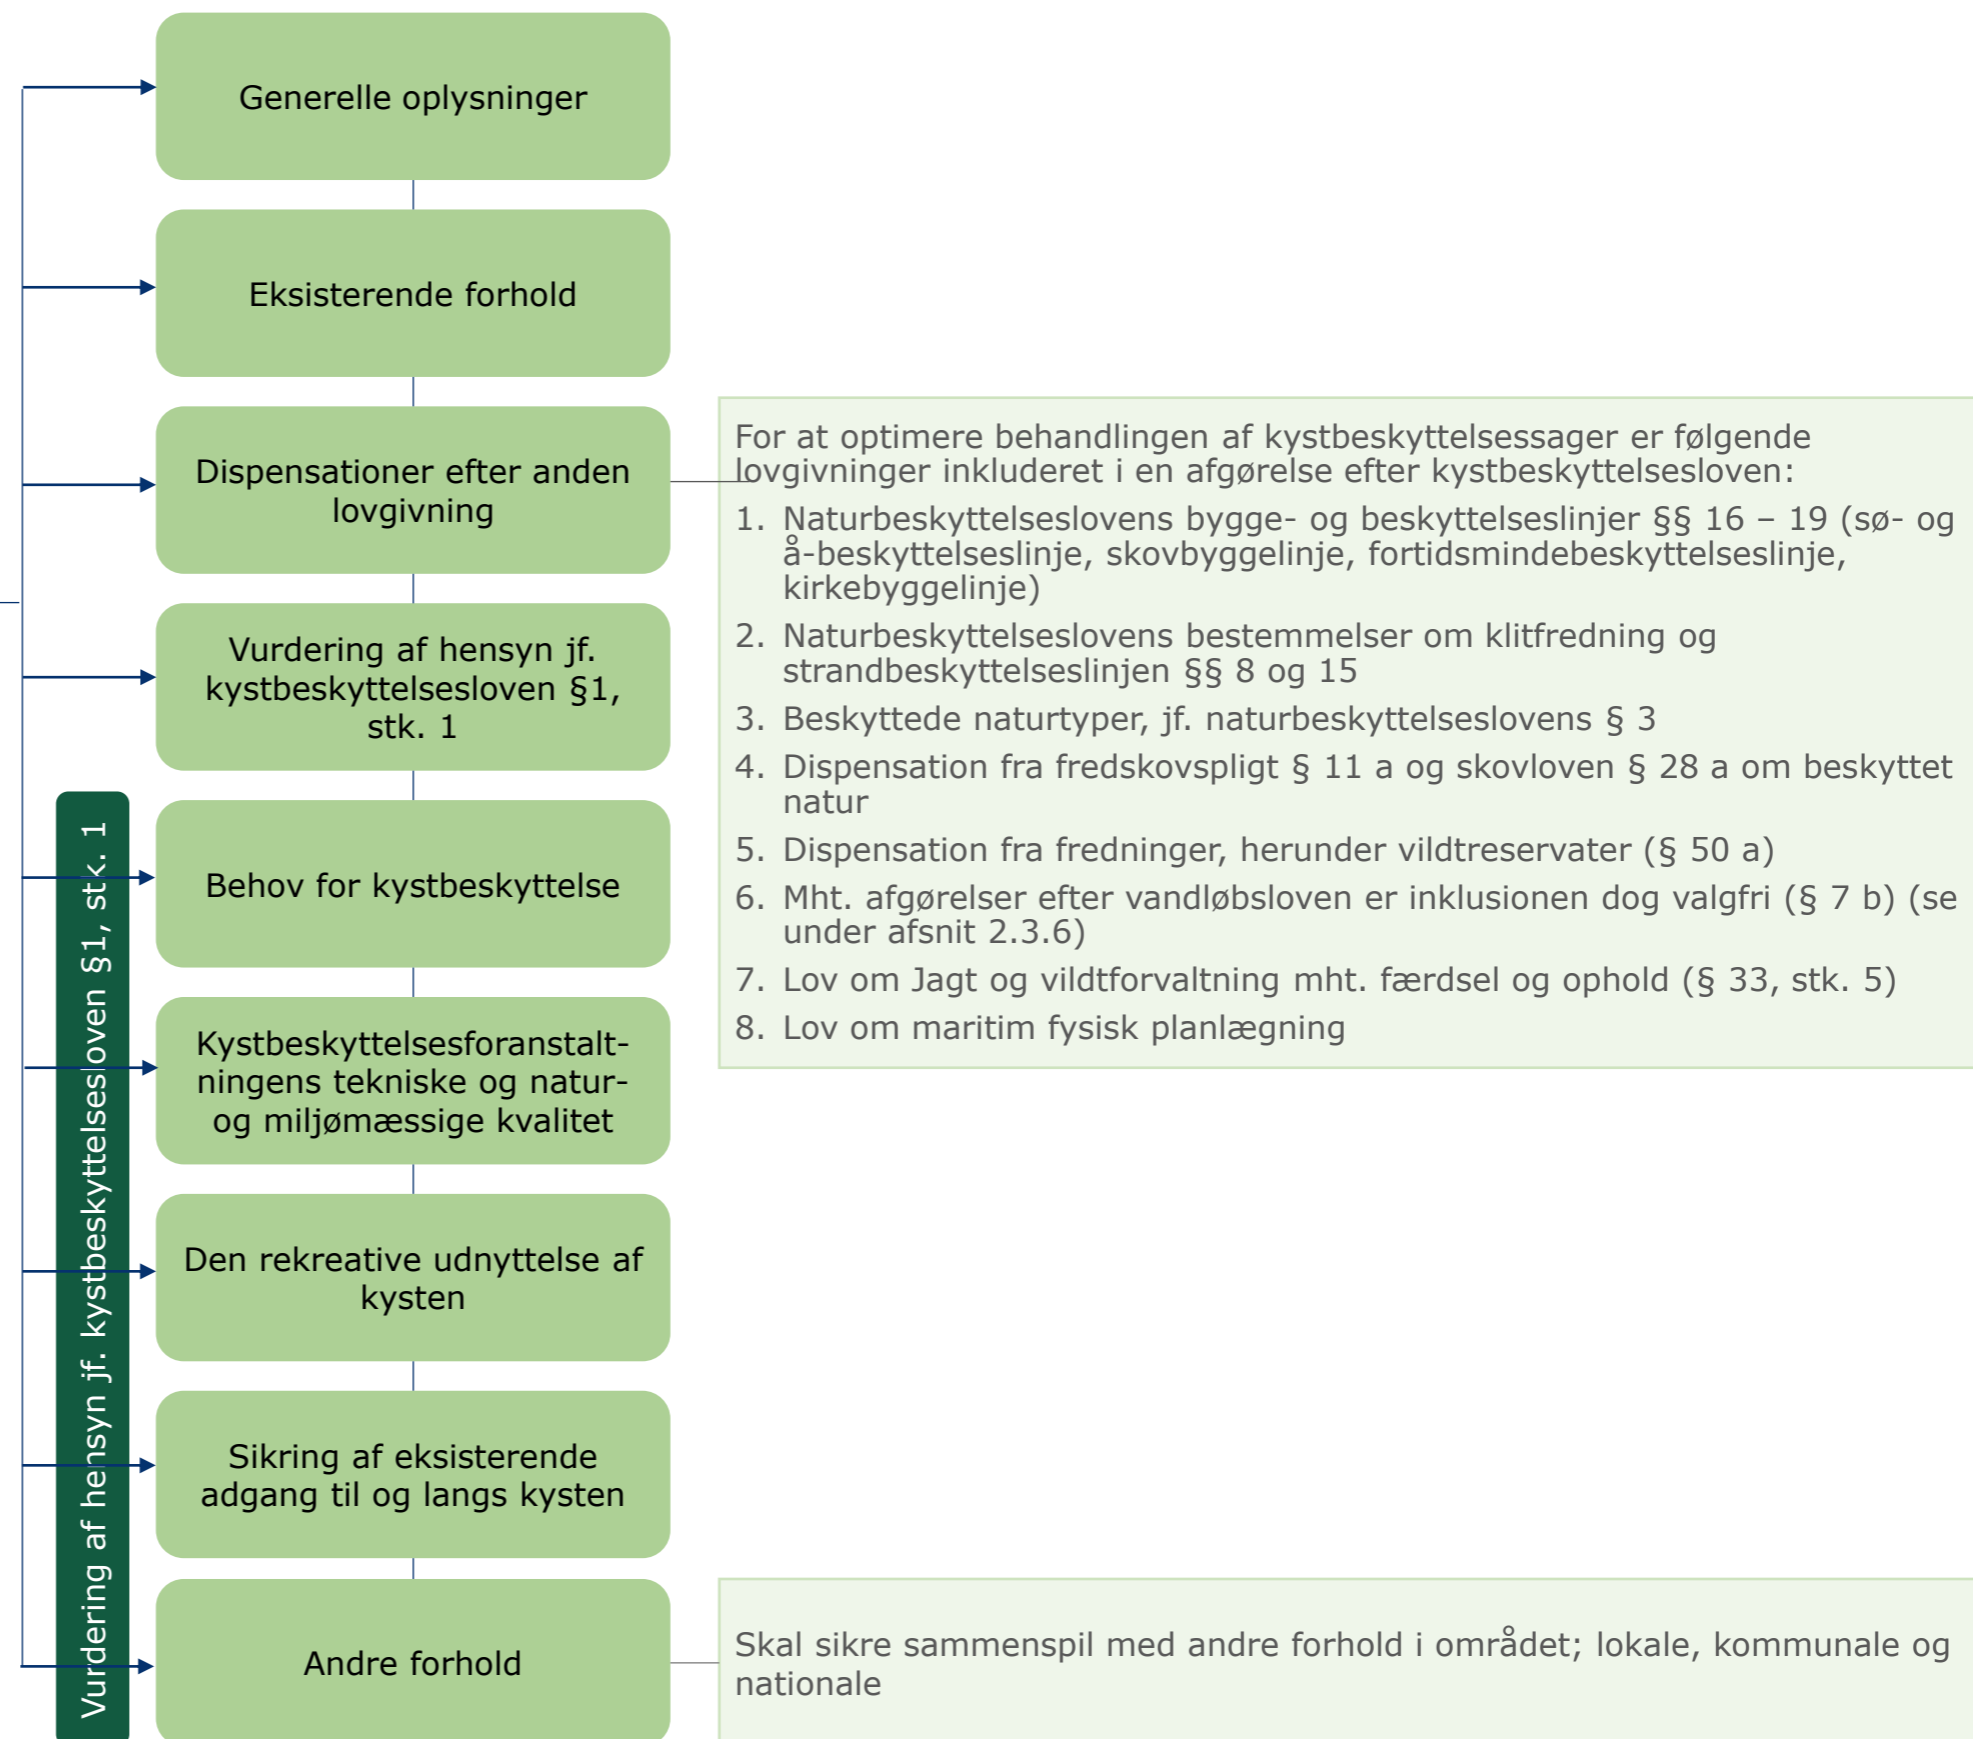 Generelle oplysninger
Eksisterende forhold
Dispensationer efter anden
lovgivning
For at optimere behandlingen af kystbeskyttelsessager er følgende
lovgivninger inkluderet i en afgørelse efter kystbeskyttelsesloven:
1. Naturbeskyttelseslovens bygge- og beskyttelseslinjer §§ 16 – 19 (sø- og
å-beskyttelseslinje, skovbyggelinje, fortidsmindebeskyttelseslinje,
kirkebyggelinje)
2. Naturbeskyttelseslovens bestemmelser om klitfredning og
strandbeskyttelseslinjen §§ 8 og 15
3. Beskyttede naturtyper, jf. naturbeskyttelseslovens § 3
4. Dispensation fra fredskovspligt § 11 a og skovloven § 28 a om beskyttet
natur
5. Dispensation fra fredninger, herunder vildtreservater (§ 50 a)
6. Mht. afgørelser efter vandløbsloven er inklusionen dog valgfri (§ 7 b) (se
under afsnit 2.3.6)
7. Lov om Jagt og vildtforvaltning mht. færdsel og ophold (§ 33, stk. 5)
8. Lov om maritim fysisk planlægning
Vurdering af hensyn jf.
kystbeskyttelsesloven §1,
stk. 1
Vurdering af hensyn jf. kystbeskyttelsesloven §1, stk. 1
Behov for kystbeskyttelse
Kystbeskyttelsesforanstalt-
ningens tekniske og natur-
og miljømæssige kvalitet
Den rekreative udnyttelse af
kysten
Sikring af eksisterende
adgang til og langs kysten
Andre forhold
Skal sikre sammenspil med andre forhold i området; lokale, kommunale og
nationale